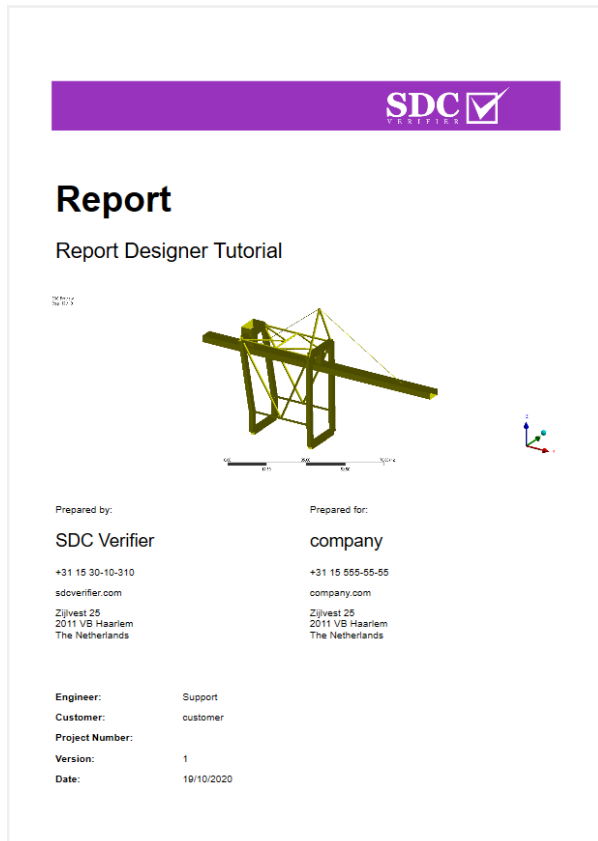 SDC
VERIFIER
Report
Report Designer Tutorial
Prepared by:
Prepared for:
SDC Verifier
company
+31 15 30-10-310
+31 15 555-55-55
sdcverifier.com
company.com
Zijlvest 25
2011 VB Haarlem
The Netherlands
Zijlvest 25
2011 VB Haarlem
The Netherlands
Engineer: Support
Customer: customer
Project Number:
Version: 1
Date: 19/10/2020